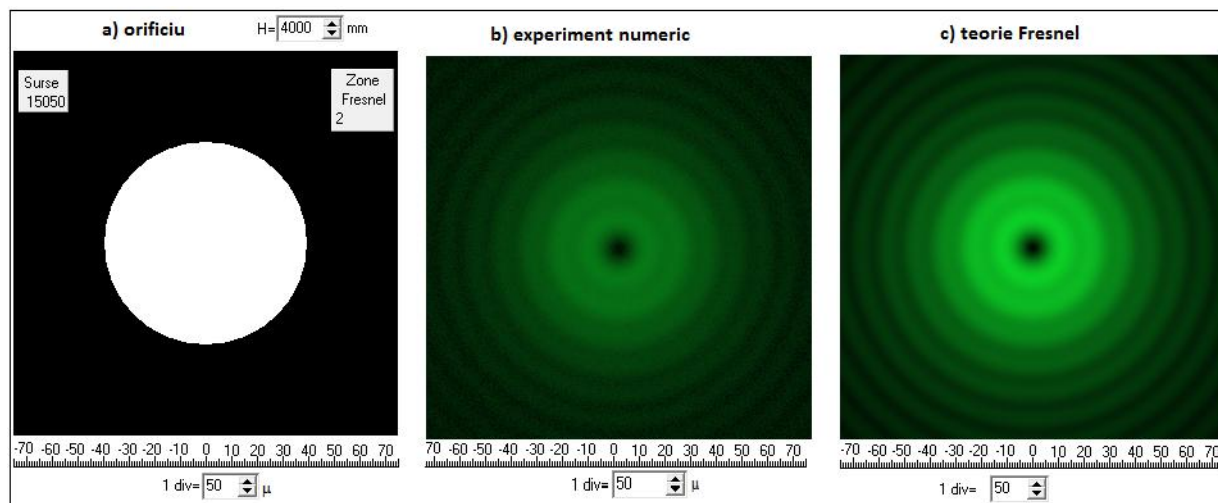 a) orificiu H= 4000 mm
Surse
15050
Zone
Fresnel
2
-70 -60 -50 -40 -30 -20 -10 0 10 20 30 40 50 60 70
1 div= 50 µ
b) experiment numeric
-70 -60 -50 -40 -30 -20 -10 0 10 20 30 40 50 60 70
1 div= 50 µ
c) teorie Fresnel
-70 -60 -50 -40 -30 -20 -10 0 10 20 30 40 50 60 70
1 div= 50